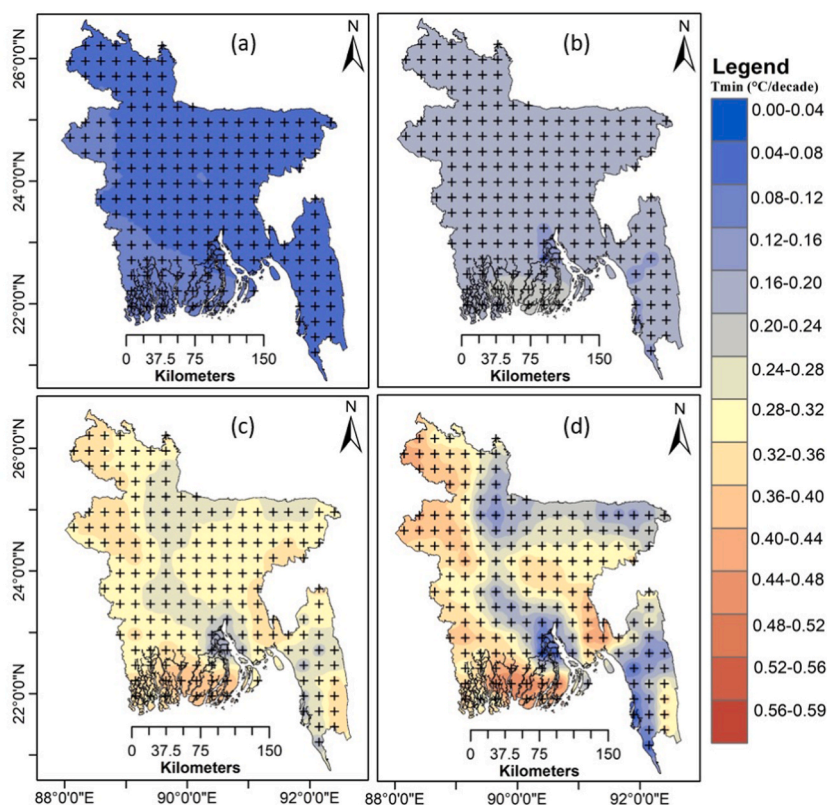 (a)
N
(b)
N
26°0'0"N
24°0'0"N
22°0'0"N
0 37.5 75 150
Kilometers
0 37.5 75 150
Kilometers
Legend
Tmin (°C/decade)
0.00-0.04
0.04-0.08
0.08-0.12
0.12-0.16
0.16-0.20
0.20-0.24
0.24-0.28
0.28-0.32
0.32-0.36
0.36-0.40
0.40-0.44
0.44-0.48
0.48-0.52
0.52-0.56
0.56-0.59
(c)
N
(d)
N
26°0'0"N
24°0'0"N
22°0'0"N
0 37.5 75 150
Kilometers
0 37.5 75 150
Kilometers
88°0'0"E 90°0'0"E 92°0'0"E
90°0'0"E 92°0'0"E